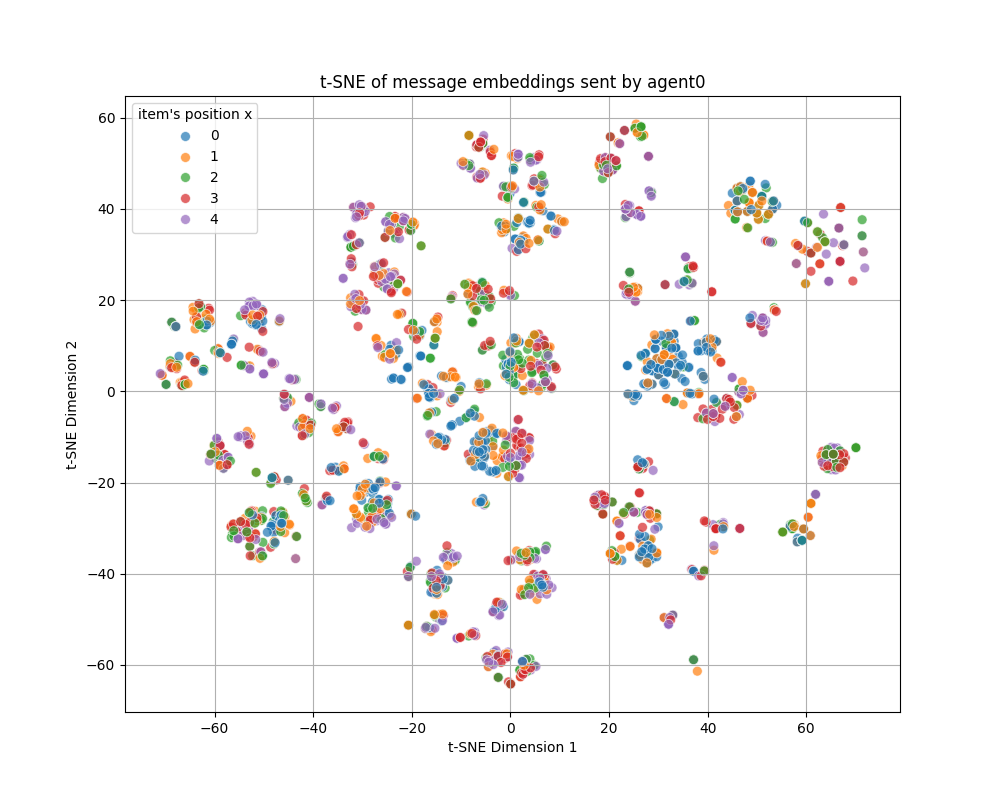 t-SNE of message embeddings sent by agent0
item's position x
0
1
2
3
4
60
40
20
0
−20
−40
−60
t-SNE Dimension 2
−60 −40 −20 0 20 40 60
t-SNE Dimension 1